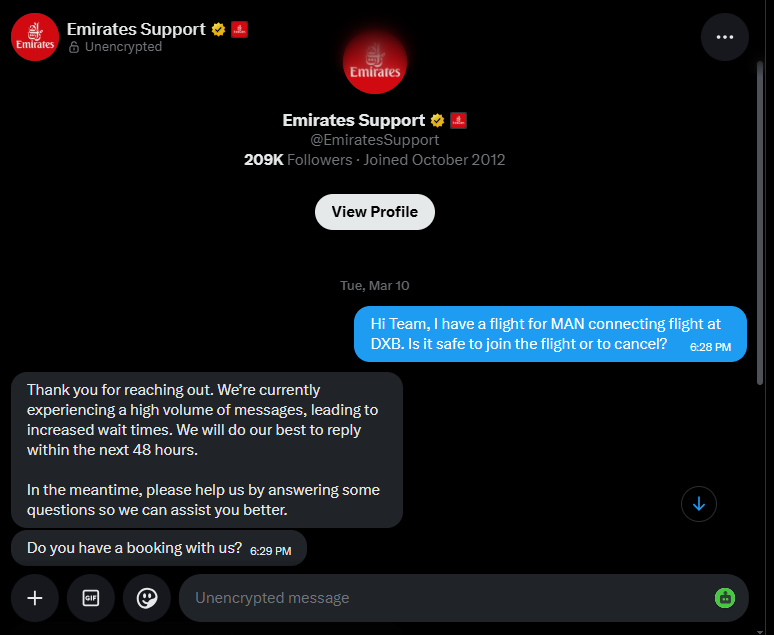 Emirates
Emirates Support
Unencrypted
Emirates
Emirates Support
@EmiratesSupport
209K Followers · Joined October 2012
View Profile
Tue, Mar 10
Hi Team, I have a flight for MAN connecting flight at
DXB. Is it safe to join the flight or to cancel? 6:28 PM
Thank you for reaching out. We’re currently
experiencing a high volume of messages, leading to
increased wait times. We will do our best to reply
within the next 48 hours.
In the meantime, please help us by answering some
questions so we can assist you better.
Do you have a booking with us? 6:29 PM
GIF
Unencrypted message